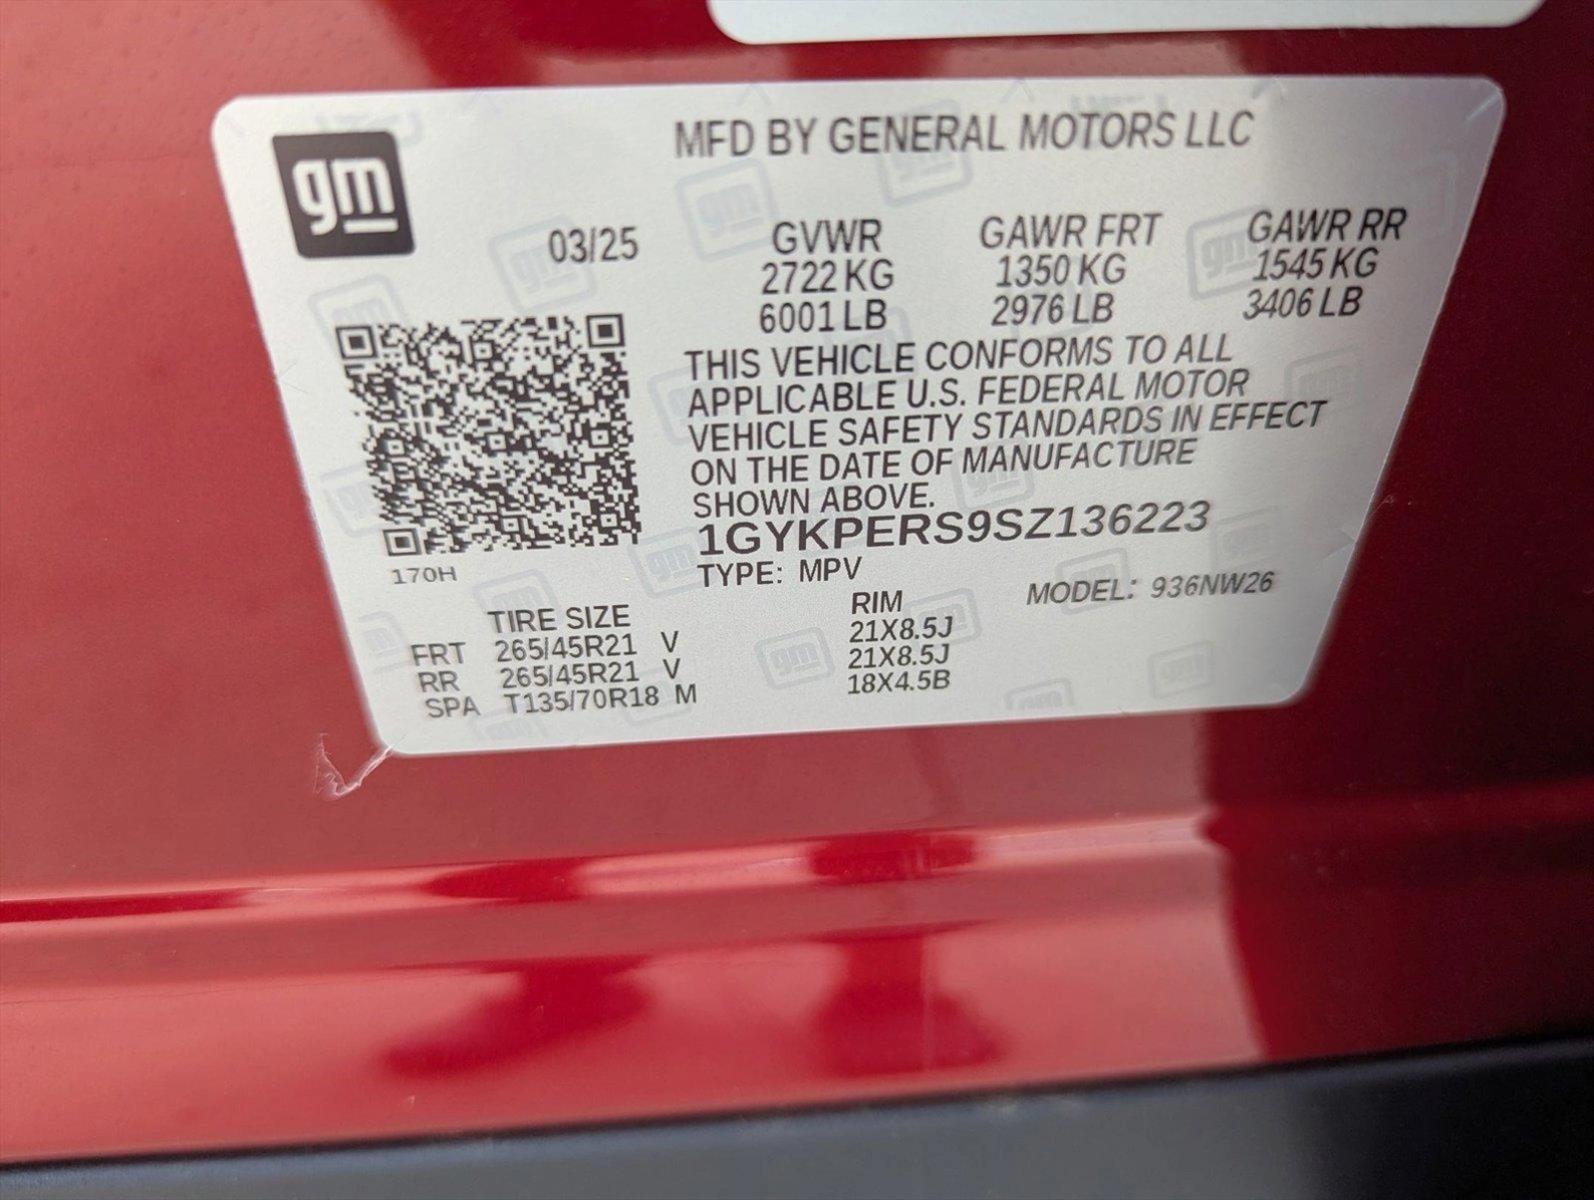 gm
MFD BY GENERAL MOTORS LLC
03/25
GVWR GAWR FRT GAWR RR
2722 KG 1350 KG 1545 KG
6001 LB 2976 LB 3406 LB
THIS VEHICLE CONFORMS TO ALL
APPLICABLE U.S. FEDERAL MOTOR
VEHICLE SAFETY STANDARDS IN EFFECT
ON THE DATE OF MANUFACTURE
SHOWN ABOVE.
1GYKPERS9SZ136223
170H
TYPE: MPV MODEL: 936NW26
TIRE SIZE RIM
FRT 265/45R21 V 21X8.5J
RR 265/45R21 V 21X8.5J
SPA T135/70R18 M 18X4.5B